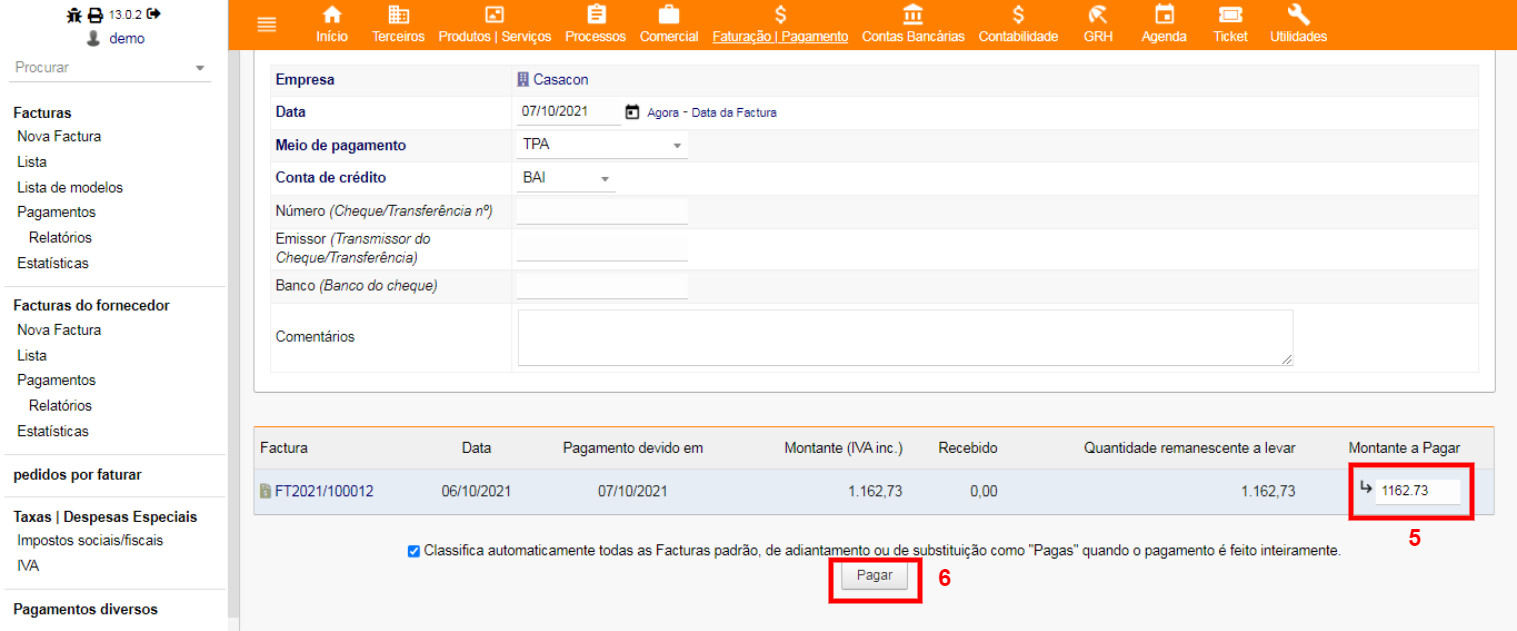 13.0.2
demo
Procurar
Início
Terceiros
Produtos | Serviços
Processos
Comercial
Faturação | Pagamento
Contas Bancárias
Contabilidade
GRH
Agenda
Ticket
Utilidades
Facturas
Nova Factura
Lista
Lista de modelos
Pagamentos
Relatórios
Estatísticas
Facturas do fornecedor
Nova Factura
Lista
Pagamentos
Relatórios
Estatísticas
pedidos por faturar
Taxas | Despesas Especiais
Impostos sociais/fiscais
IVA
Pagamentos diversos
Empresa Casacon
Data 07/10/2021 Agora - Data da Factura
Meio de pagamento TPA
Conta de crédito BAI
Número (Cheque/Transferência nº)
Emissor (Transmissor do
Cheque/Transferência)
Banco (Banco do cheque)
Comentários
Factura Data Pagamento devido em Montante (IVA inc.) Recebido Quantidade remanescente a levar Montante a Pagar
FT2021/100012 06/10/2021 07/10/2021 1.162,73 0,00 1.162,73 1162.73
5
Classifica automaticamente todas as Facturas padrão, de adiantamento ou de substituição como "Pagas" quando o pagamento é feito inteiramente.
Pagar 6